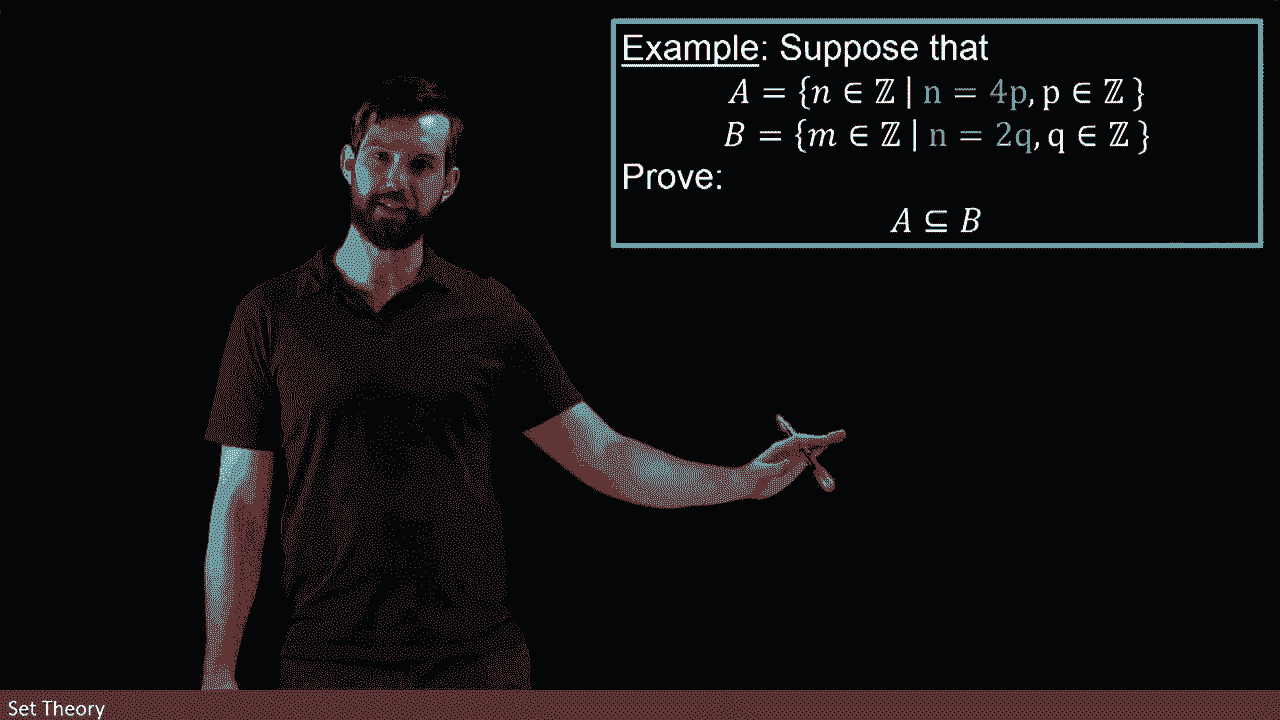 Example: Suppose that
A = {n ∈ ℤ | n = 4p, p ∈ ℤ }
B = {m ∈ ℤ | n = 2q, q ∈ ℤ }
Prove:
A ⊆ B
Set Theory